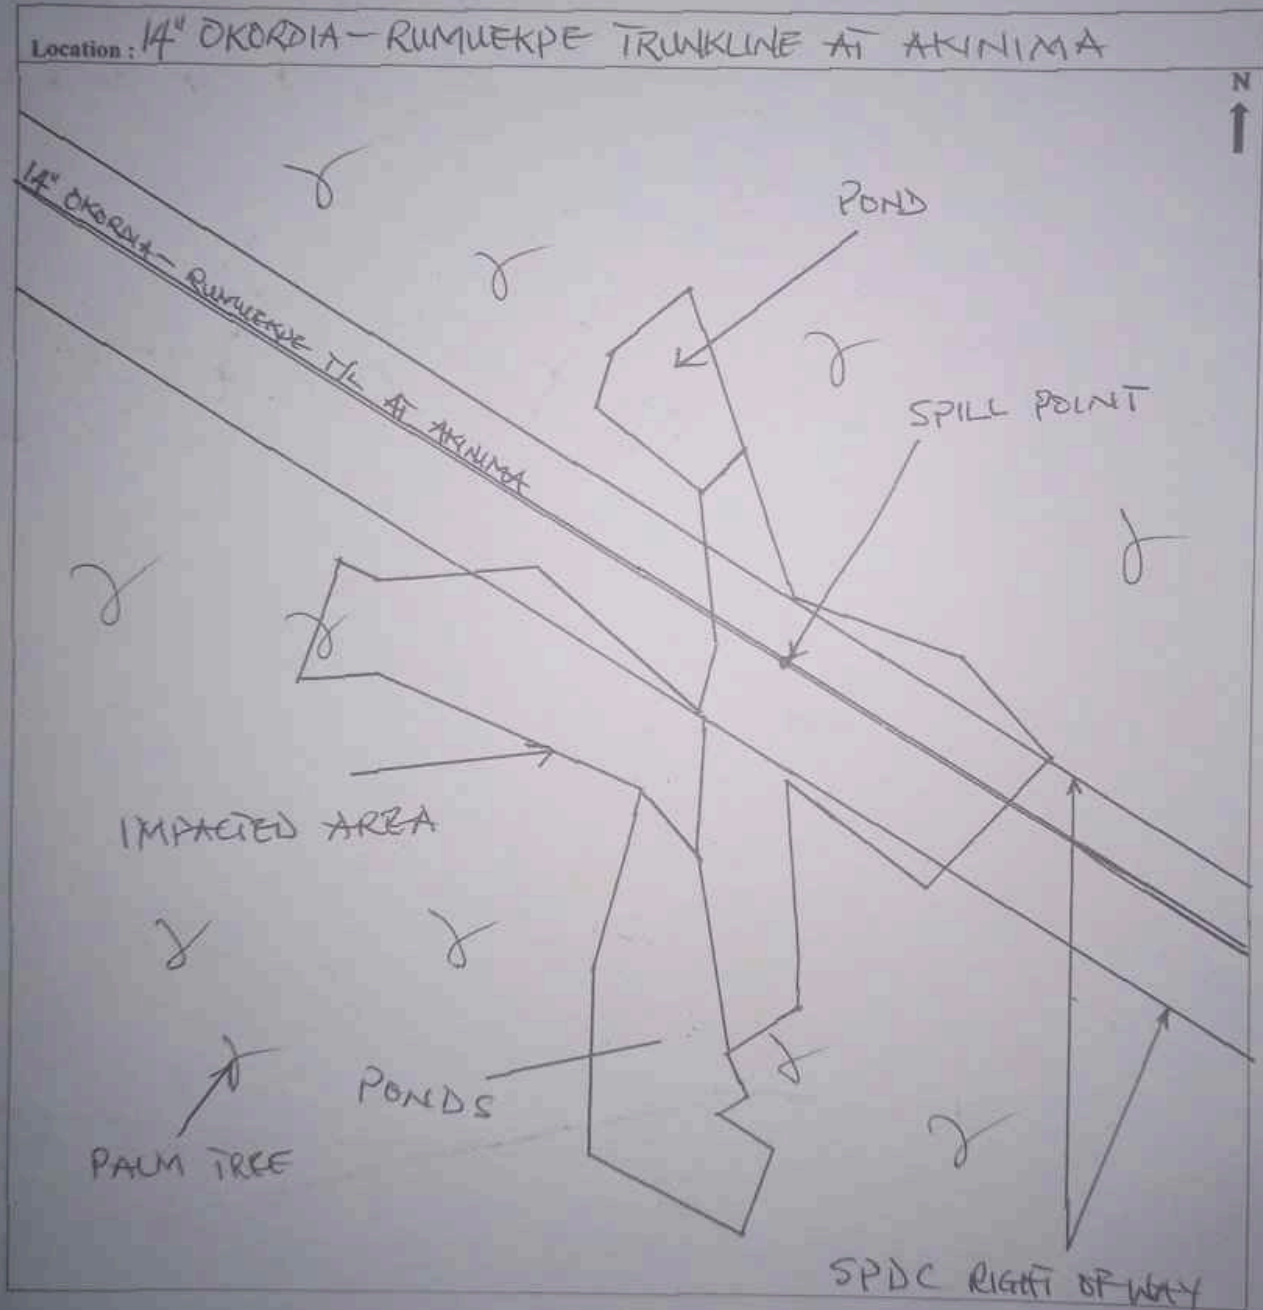 Location : 14" OKORDIA - RUMUEKPE TRUNKLINE AT AKINIMA
N
14" OKORDIA - RUMUEKPE T/L AT AKINIMA
POND
SPILL POINT
IMPACTED AREA
PONDS
PALM TREE
SPDC RIGHT OF WAY